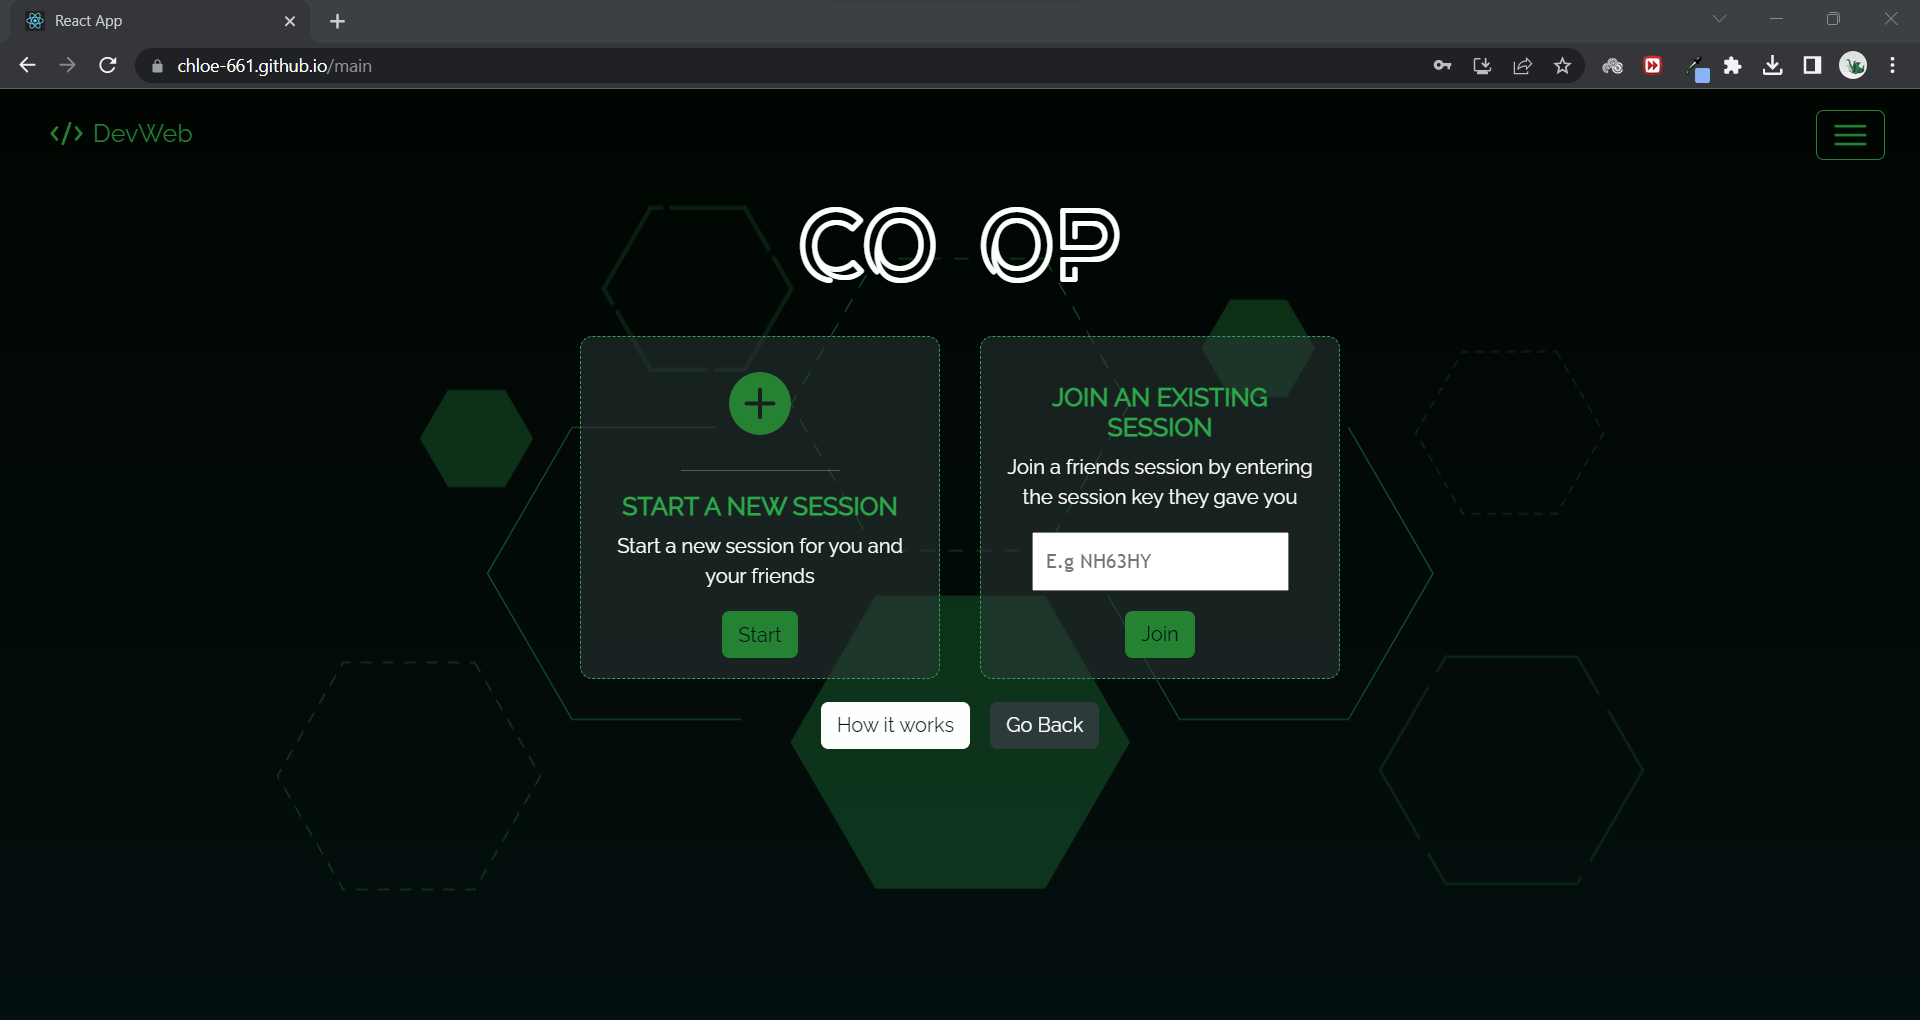 React App
chloe-661.github.io/main
</> DevWeb
CO OP
START A NEW SESSION
Start a new session for you and
your friends
Start
JOIN AN EXISTING
SESSION
Join a friends session by entering
the session key they gave you
E.g NH63HY
Join
How it works
Go Back